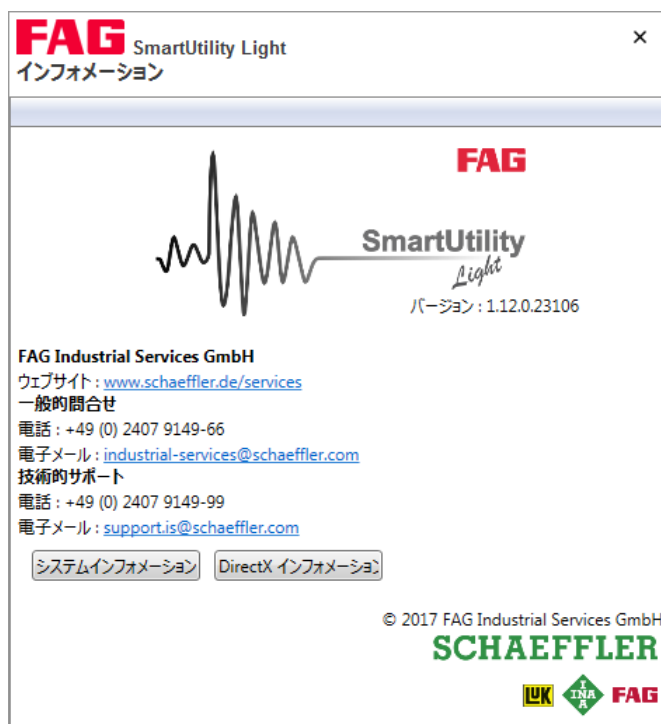 FAG SmartUtility Light
インフォメーション
FAG
SmartUtility
Light
バージョン : 1.12.0.23106
FAG Industrial Services GmbH
ウェブサイト : www.schaeffler.de/services
一般的問合せ
電話 : +49 (0) 2407 9149-66
電子メール : industrial-services@schaeffler.com
技術的サポート
電話 : +49 (0) 2407 9149-99
電子メール : support.is@schaeffler.com
システムインフォメーション DirectX インフォメーション
© 2017 FAG Industrial Services GmbH
SCHAEFFLER
LUK INA FAG